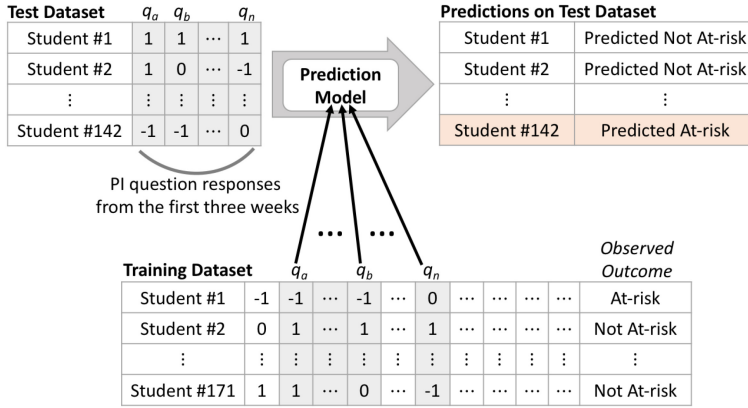 Test Dataset qa qb qn
Student #1 1 1 ⋯ 1
Student #2 1 0 ⋯ -1
⋮ ⋮ ⋮ ⋮ ⋮
Student #142 -1 -1 ⋯ 0
PI question responses
from the first three weeks
Prediction
Model
Predictions on Test Dataset
Student #1 Predicted Not At-risk
Student #2 Predicted Not At-risk
⋮ ⋮
Student #142 Predicted At-risk
... ...
Observed
Training Dataset qa qb qn Outcome
Student #1 -1 -1 ⋯ -1 ⋯ 0 ⋯ ⋯ ⋯ ⋯ At-risk
Student #2 0 1 ⋯ 1 ⋯ 1 ⋯ ⋯ ⋯ ⋯ Not At-risk
⋮ ⋮ ⋮ ⋮ ⋮ ⋮ ⋮ ⋮ ⋮ ⋮ ⋮ ⋮
Student #171 1 1 ⋯ 0 ⋯ -1 ⋯ ⋯ ⋯ ⋯ Not At-risk